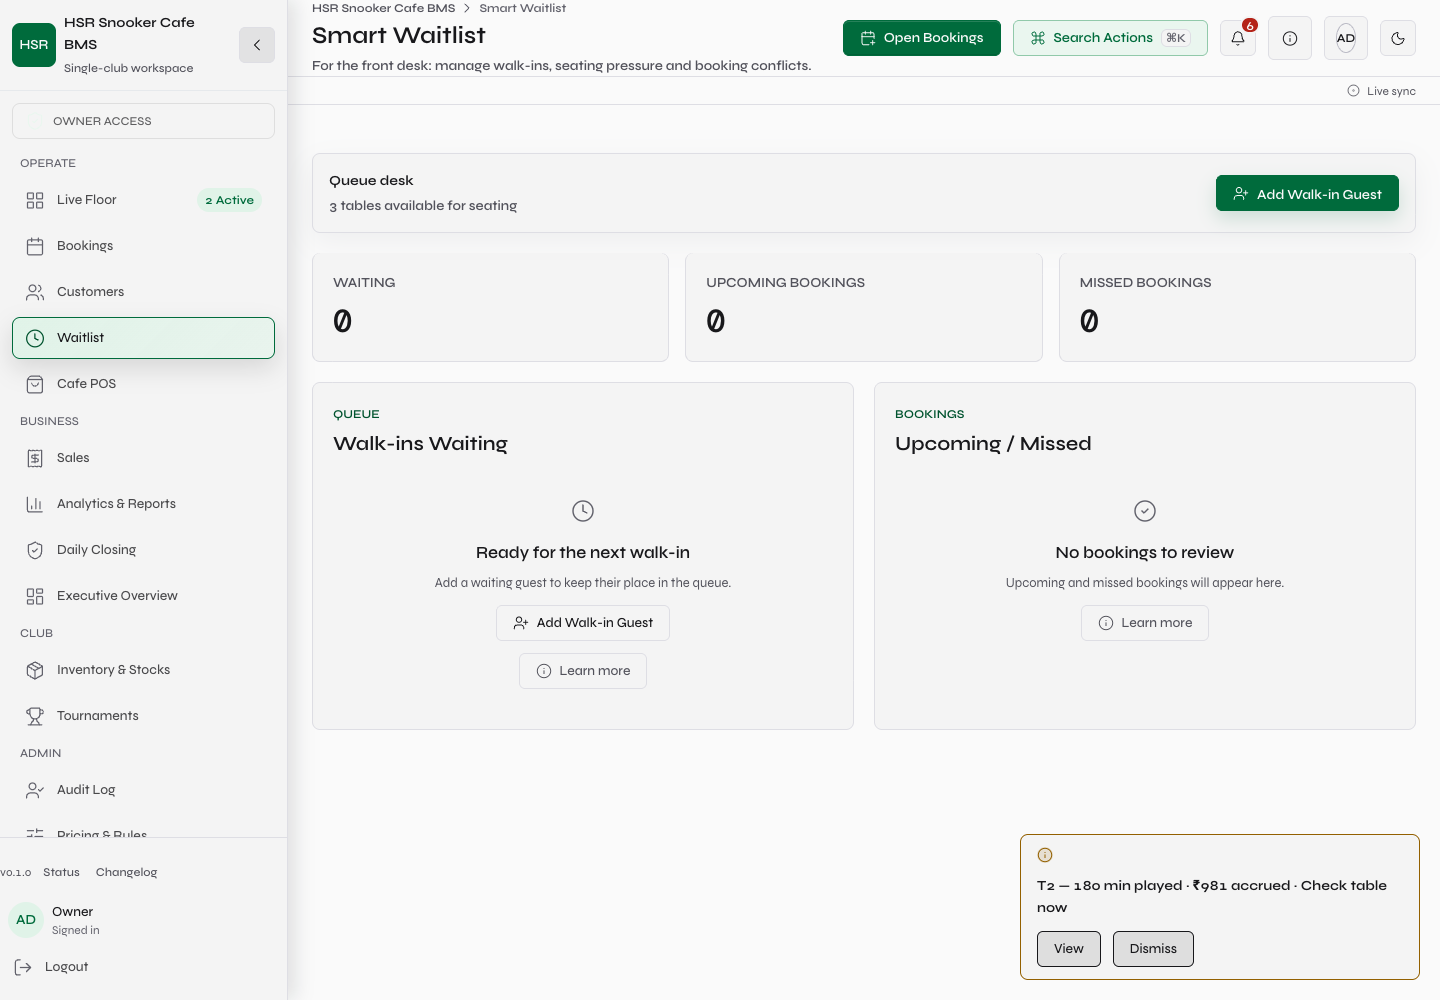 HSR
HSR Snooker Cafe BMS
Single-club workspace
OWNER ACCESS
OPERATE
Live Floor
2 Active
Bookings
Customers
Waitlist
Cafe POS
BUSINESS
Sales
Analytics & Reports
Daily Closing
Executive Overview
CLUB
Inventory & Stocks
Tournaments
ADMIN
Audit Log
Pricing & Rules
v0.1.0 Status Changelog
AD
Owner
Signed in
Logout
HSR Snooker Cafe BMS > Smart Waitlist
Smart Waitlist
For the front desk: manage walk-ins, seating pressure and booking conflicts.
Open Bookings
Search Actions ⌘K
6
AD
Live sync
Queue desk
3 tables available for seating
Add Walk-in Guest
WAITING
0
UPCOMING BOOKINGS
0
MISSED BOOKINGS
0
QUEUE
Walk-ins Waiting
Ready for the next walk-in
Add a waiting guest to keep their place in the queue.
Add Walk-in Guest
Learn more
BOOKINGS
Upcoming / Missed
No bookings to review
Upcoming and missed bookings will appear here.
Learn more
T2 — 180 min played · ₹981 accrued · Check table
now
View
Dismiss